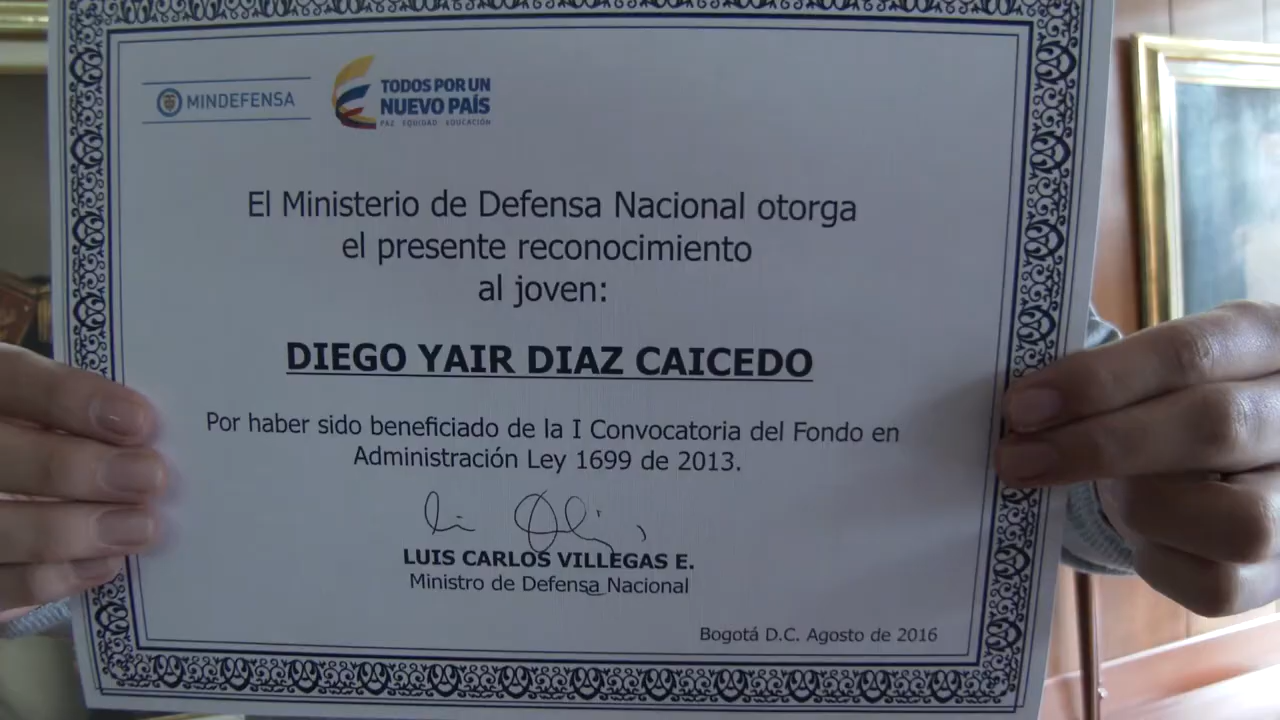 MINDEFENSA
TODOS POR UN
NUEVO PAÍS
PAZ EQUIDAD EDUCACIÓN
El Ministerio de Defensa Nacional otorga
el presente reconocimiento
al joven:
DIEGO YAIR DIAZ CAICEDO
Por haber sido beneficiado de la I Convocatoria del Fondo en
Administración Ley 1699 de 2013.
LUIS CARLOS VILLEGAS E.
Ministro de Defensa Nacional
Bogotá D.C. Agosto de 2016